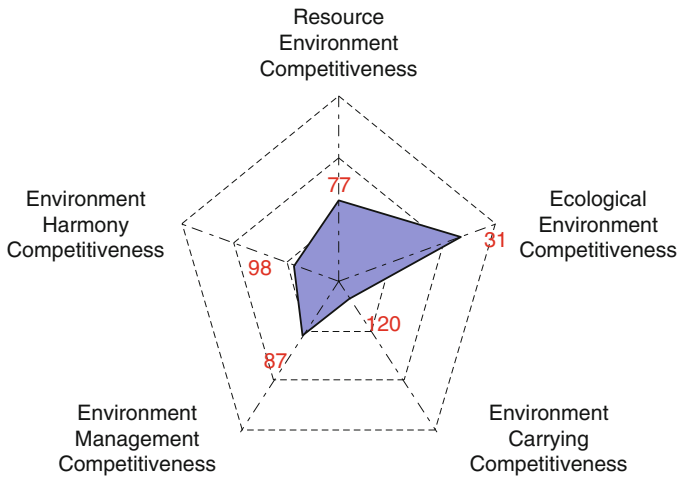 Resource
Environment
Competitiveness
77
Ecological
Environment
Competitiveness
31
Environment
Harmony
Competitiveness
98
120
87
Environment
Management
Competitiveness
Environment
Carrying
Competitiveness